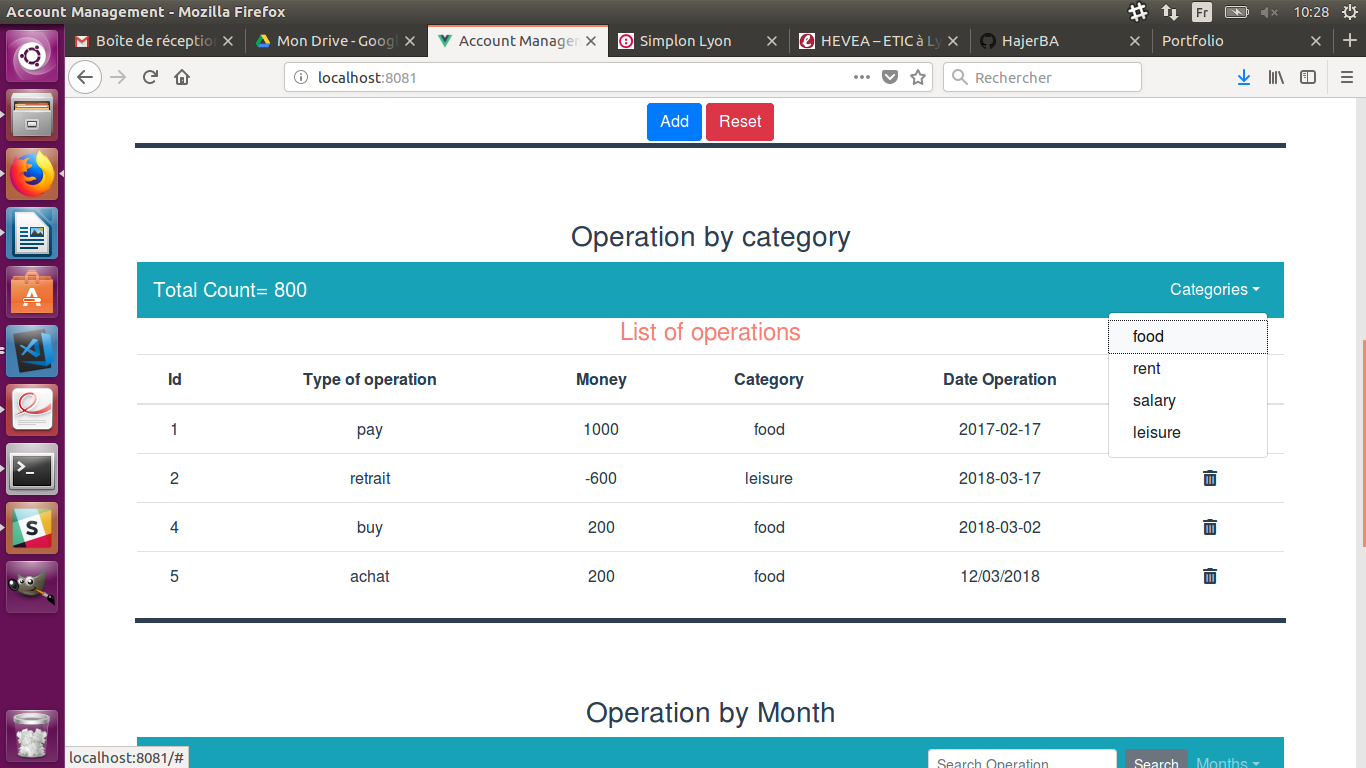 Account Management - Mozilla Firefox
Fr
10:28
Boîte de réception
Mon Drive - Goog
Account Managem
Simplon Lyon
HEVEA – ETIC à Ly
HajerBA
Portfolio
localhost:8081
Rechercher
Add
Reset
Operation by category
Total Count= 800
Categories
List of operations
food
rent
salary
leisure
Id Type of operation Money Category Date Operation
1 pay 1000 food 2017-02-17
2 retrait -600 leisure 2018-03-17
4 buy 200 food 2018-03-02
5 achat 200 food 12/03/2018
Operation by Month
Search Operation
Search
Months
localhost:8081/#